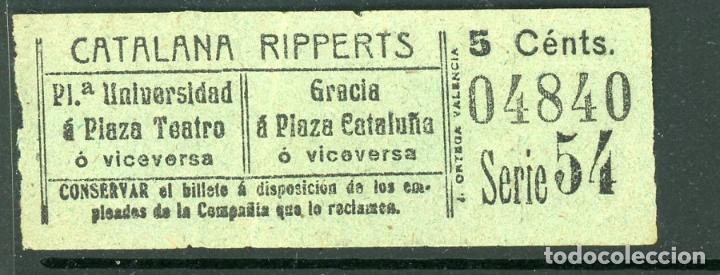 CATALANA RIPPERTS
Pl.ª Universidad
á Plaza Teatro
ó viceversa
Gracia
á Plaza Cataluña
ó viceversa
CONSERVAR el billete á disposición de los em-
pleados de la Compañia que lo reclamen.
J. ORTEGA VALENCIA
5 Cénts.
04840
Serie 54
todocoleccion